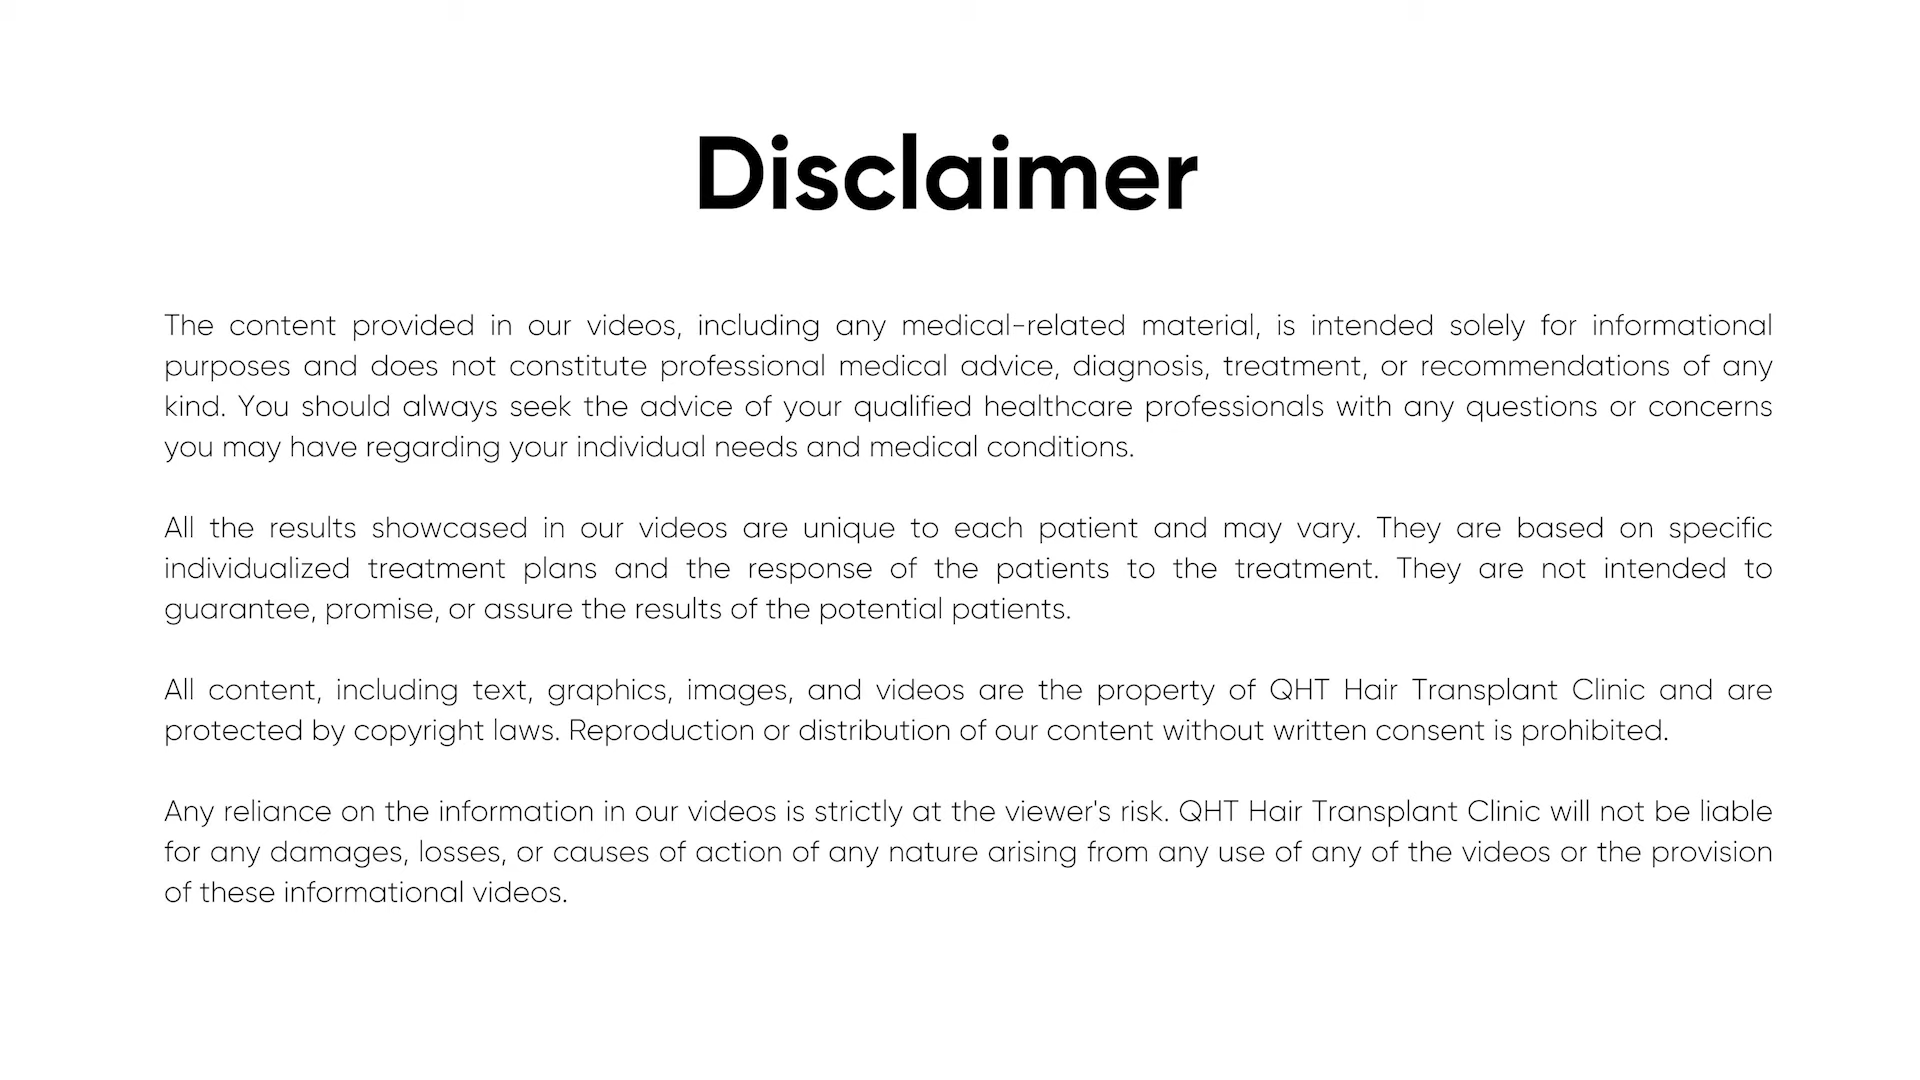 Disclaimer
The content provided in our videos, including any medical-related material, is intended solely for informational
purposes and does not constitute professional medical advice, diagnosis, treatment, or recommendations of any
kind. You should always seek the advice of your qualified healthcare professionals with any questions or concerns
you may have regarding your individual needs and medical conditions.
All the results showcased in our videos are unique to each patient and may vary. They are based on specific
individualized treatment plans and the response of the patients to the treatment. They are not intended to
guarantee, promise, or assure the results of the potential patients.
All content, including text, graphics, images, and videos are the property of QHT Hair Transplant Clinic and are
protected by copyright laws. Reproduction or distribution of our content without written consent is prohibited.
Any reliance on the information in our videos is strictly at the viewer's risk. QHT Hair Transplant Clinic will not be liable
for any damages, losses, or causes of action of any nature arising from any use of any of the videos or the provision
of these informational videos.